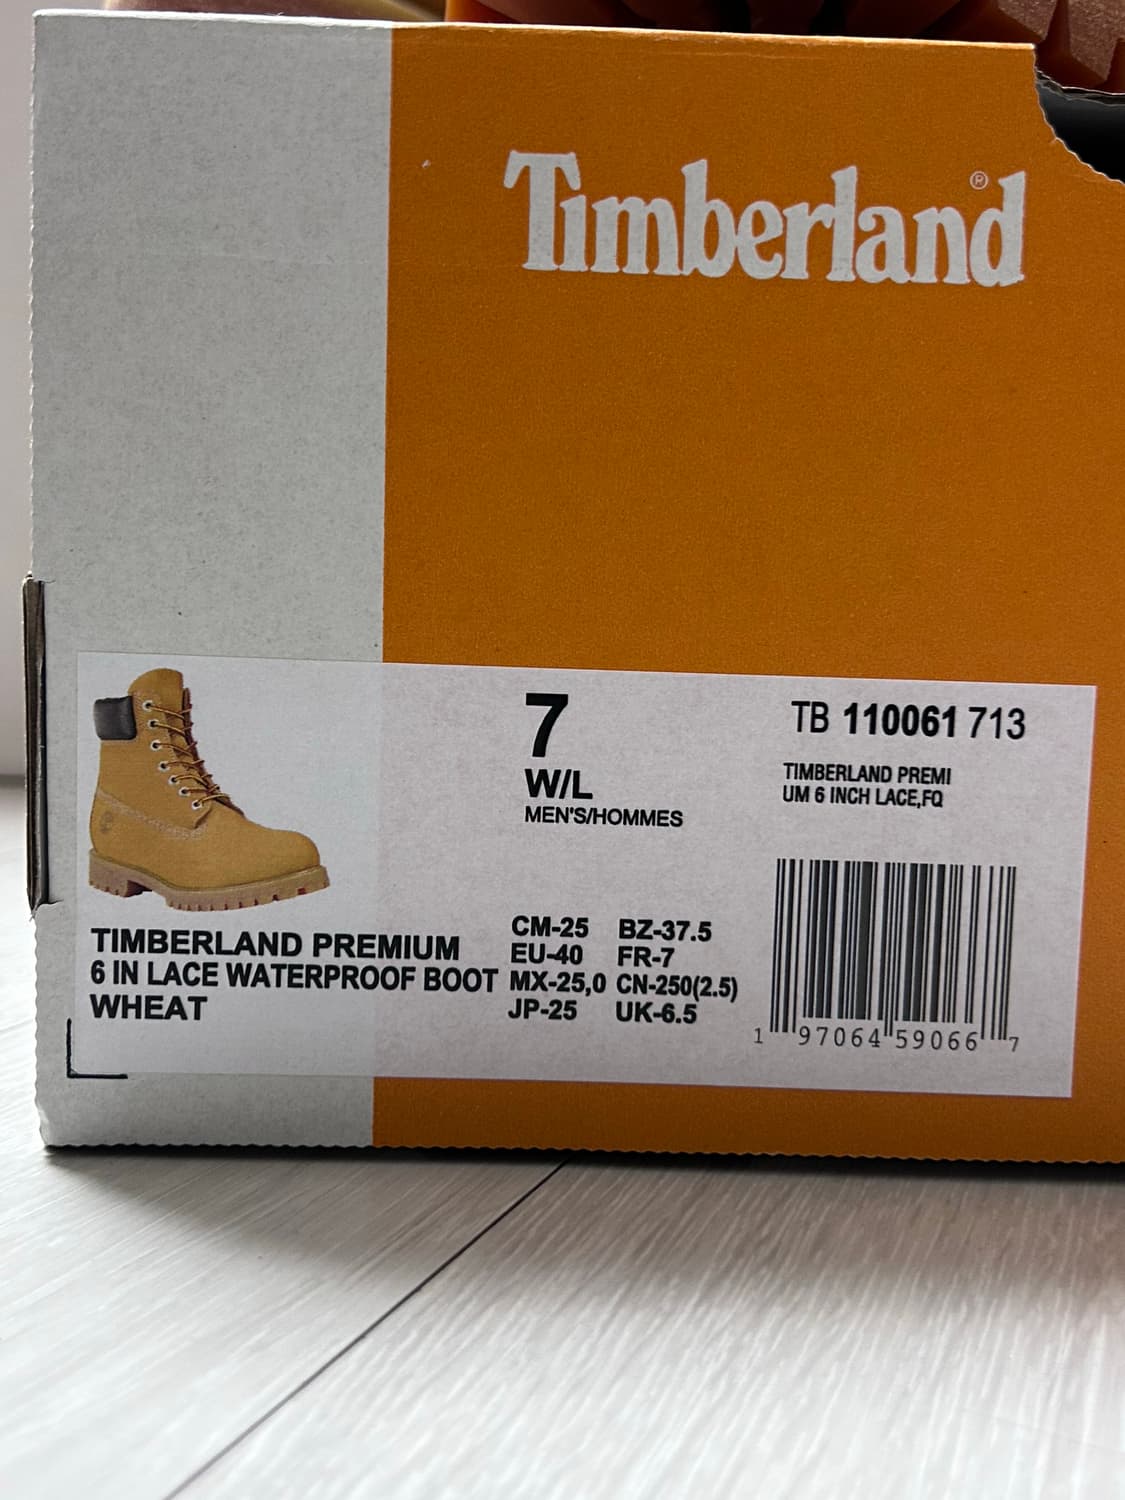 Timberland®
7
W/L
MEN'S/HOMMES
TB 110061 713
TIMBERLAND PREMI
UM 6 INCH LACE,FQ
TIMBERLAND PREMIUM
6 IN LACE WATERPROOF BOOT
WHEAT
CM-25 BZ-37.5
EU-40 FR-7
MX-25,0 CN-250(2.5)
JP-25 UK-6.5
1 97064 59066 7